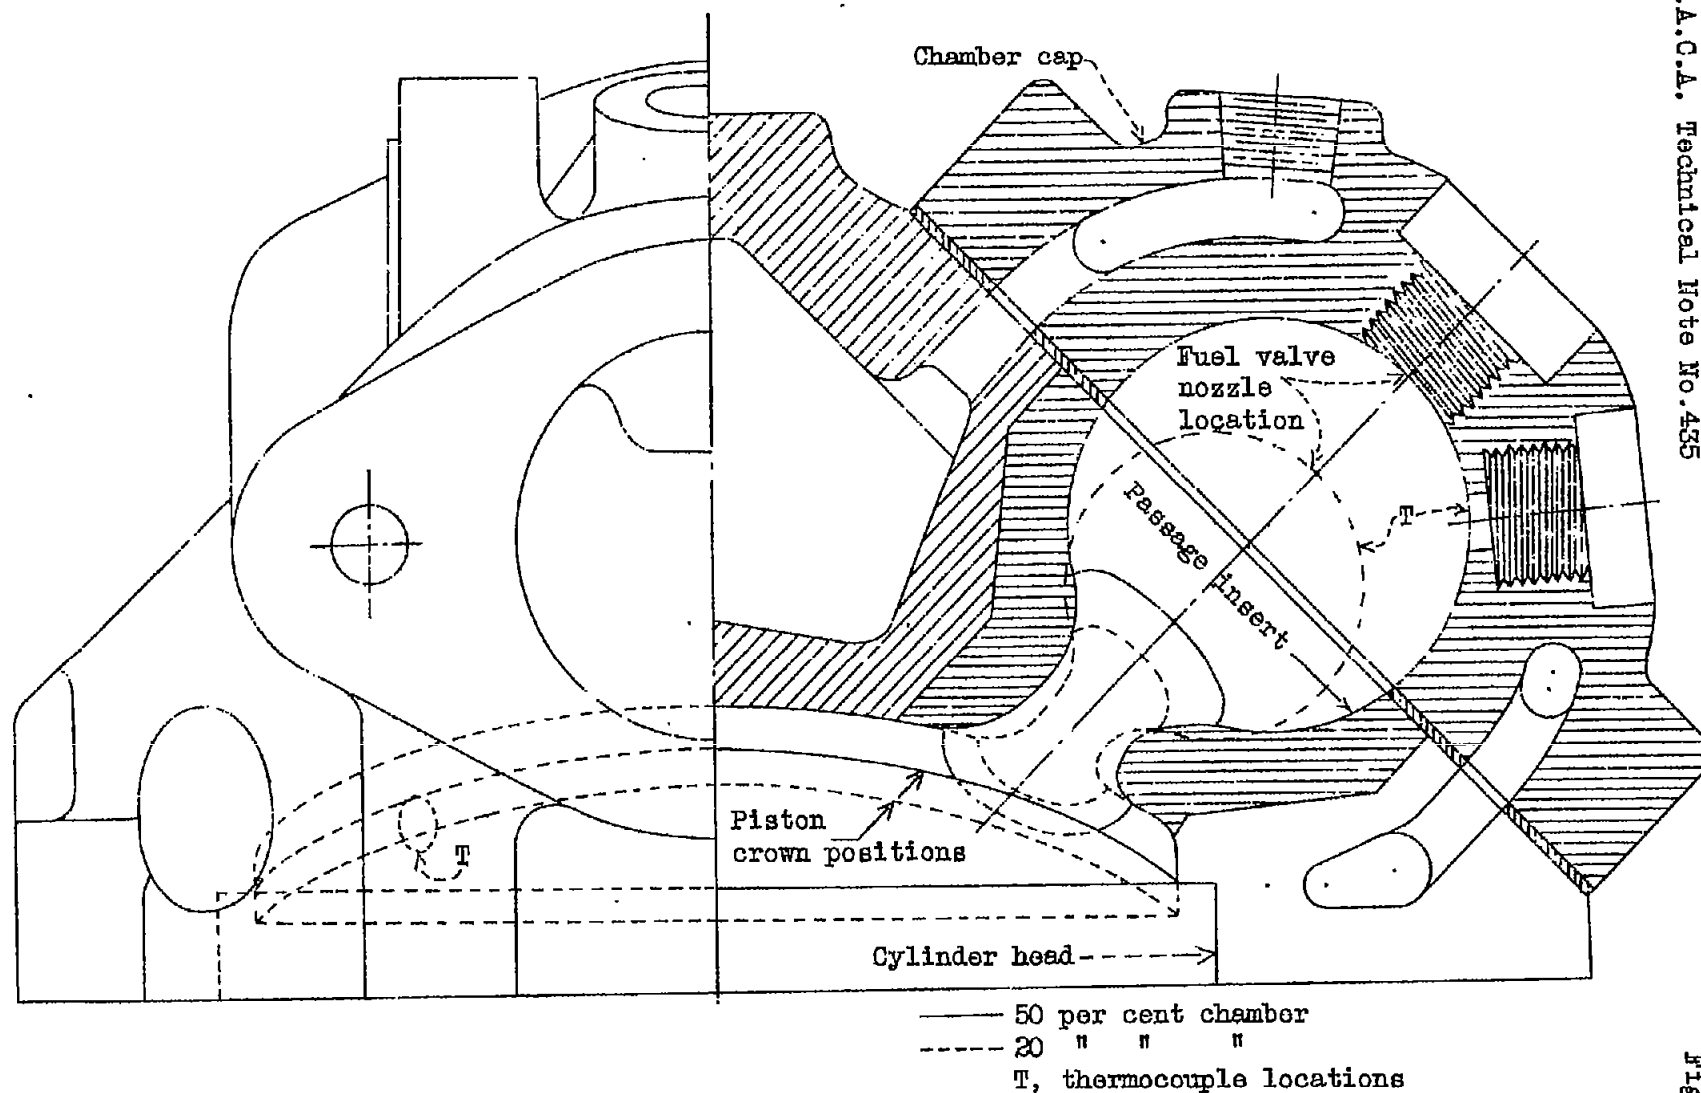 Chamber cap
Fuel valve
nozzle
location
T
Passage insert
Piston
crown positions
T
Cylinder head
50 per cent chamber
20 " " "
T, thermocouple locations
.A.C.A. Technical Note No.435
Fig